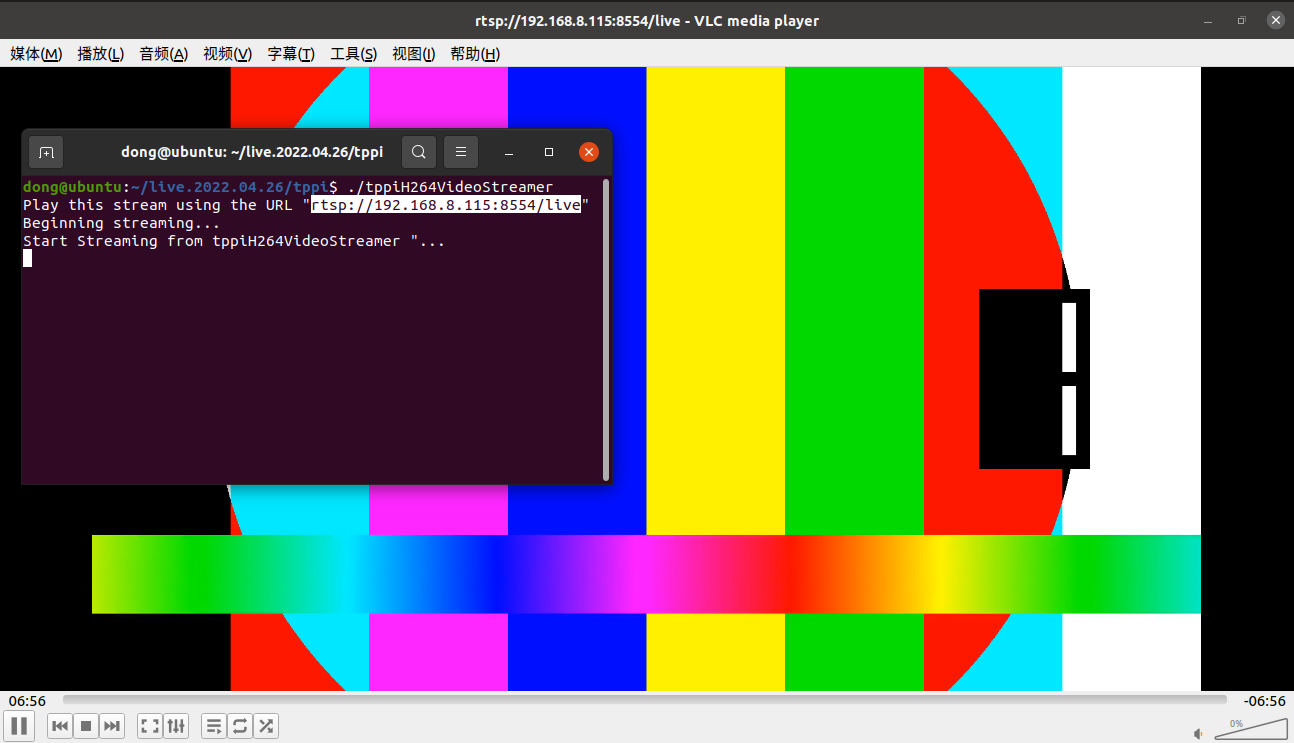 rtsp://192.168.8.115:8554/live - VLC media player
媒体(M) 播放(L) 音频(A) 视频(V) 字幕(T) 工具(S) 视图(I) 帮助(H)
dong@ubuntu: ~/live.2022.04.26/tppi
dong@ubuntu:~/live.2022.04.26/tppi$ ./tppiH264VideoStreamer
Play this stream using the URL "rtsp://192.168.8.115:8554/live"
Beginning streaming...
Start Streaming from tppiH264VideoStreamer "...
06:56 -06:56
0%